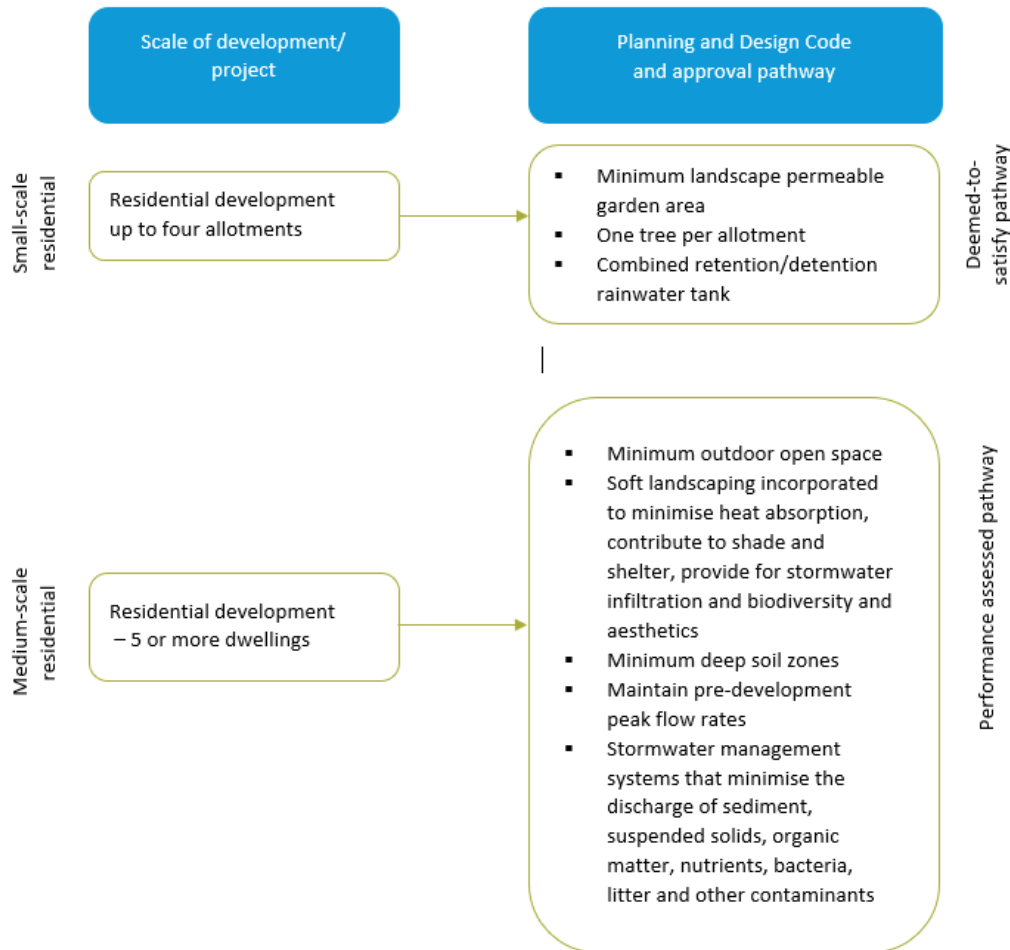 Scale of development/
project
Planning and Design Code
and approval pathway
Small-scale
residential
Residential development
up to four allotments
▪ Minimum landscape permeable
garden area
▪ One tree per allotment
▪ Combined retention/detention
rainwater tank
Deemed-to-
satisfy pathway
Medium-scale
residential
Residential development
– 5 or more dwellings
▪ Minimum outdoor open space
▪ Soft landscaping incorporated
to minimise heat absorption,
contribute to shade and
shelter, provide for stormwater
infiltration and biodiversity and
aesthetics
▪ Minimum deep soil zones
▪ Maintain pre-development
peak flow rates
▪ Stormwater management
systems that minimise the
discharge of sediment,
suspended solids, organic
matter, nutrients, bacteria,
litter and other contaminants
Performance assessed pathway